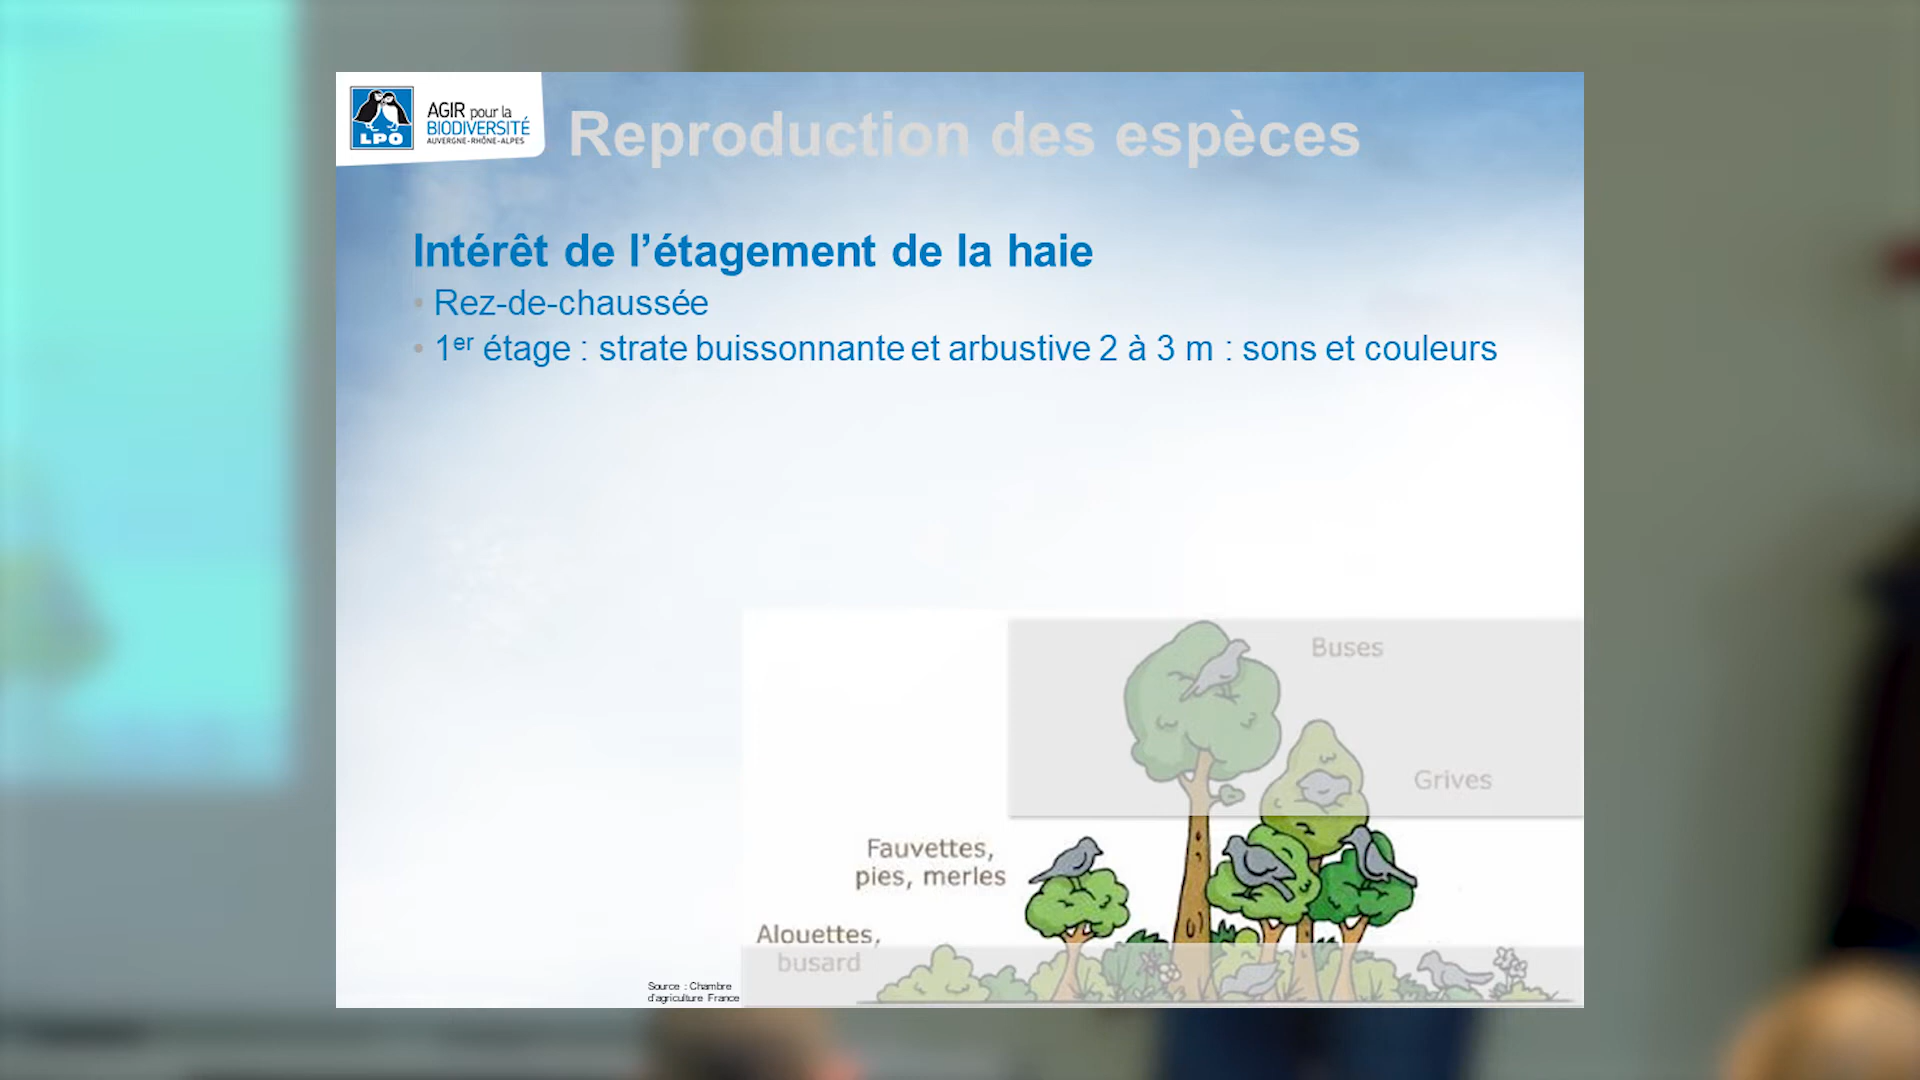 LPO
AGIR pour la
BIODIVERSITÉ
AUVERGNE-RHÔNE-ALPES
Reproduction des espèces
Intérêt de l’étagement de la haie
• Rez-de-chaussée
• 1er étage : strate buissonnante et arbustive 2 à 3 m : sons et couleurs
Buses
Grives
Fauvettes,
pies, merles
Alouettes,
busard
Source : Chambre
d'agriculture France